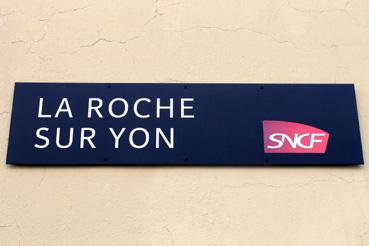 LA ROCHE
SUR YON
SNCF